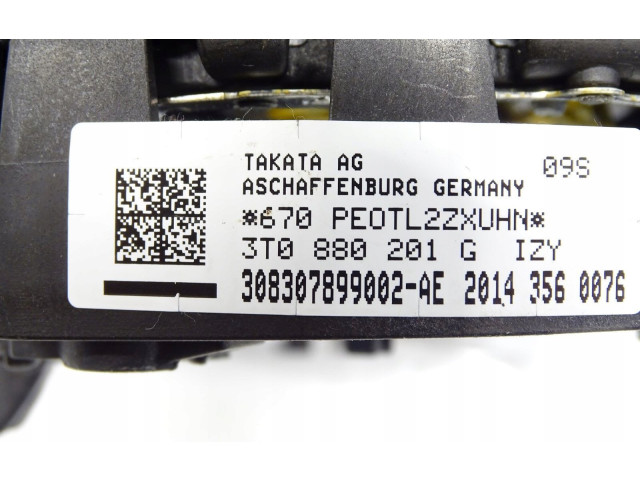 TAKATA AG 09S
ASCHAFFENBURG GERMANY
*670 PEOTL2ZXUHN*
3T0 880 201 G IZY
308307899002-AE 2014 356 0076